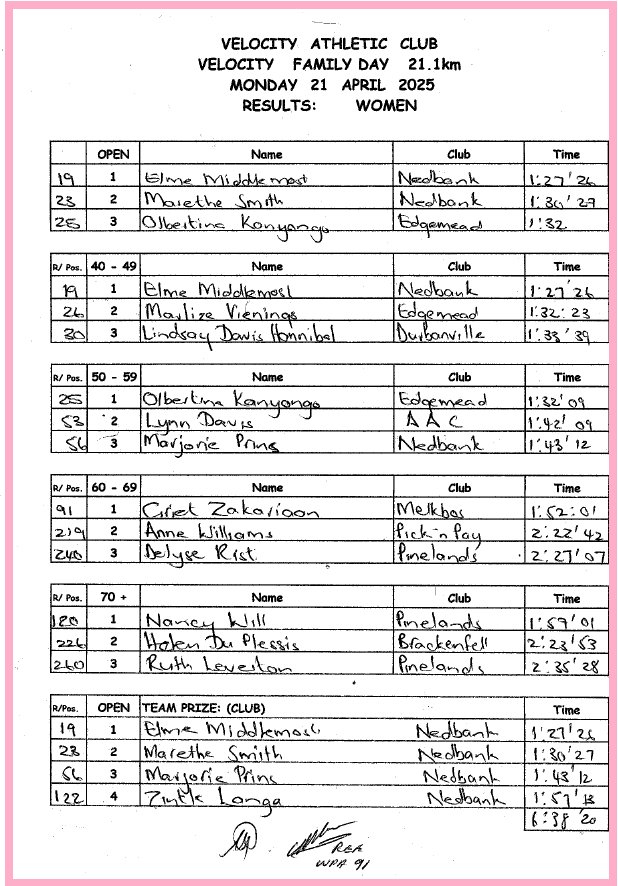 VELOCITY ATHLETIC CLUB
VELOCITY FAMILY DAY 21.1km
MONDAY 21 APRIL 2025
RESULTS: WOMEN
OPEN Name Club Time
19 1 Elme Middlemost Nedbank 1:27'26
23 2 Marethe Smith Nedbank 1:30'27
25 3 Olbertina Kanyongo Edgemead 1:32
R/ Pos. 40 - 49 Name Club Time
19 1 Elme Middlemost Nedbank 1:27'26
26 2 Marlize Vienings Edgemead 1:32:23
30 3 Lindsay Davis Hannibel Durbanville 1:33'39
R/ Pos. 50 - 59 Name Club Time
25 1 Olbertina Kanyongo Edgemead 1:32'09
53 2 Lynn Davis A A C 1:42'09
56 3 Marjorie Prins Nedbank 1:43'12
R/ Pos. 60 - 69 Name Club Time
91 1 Griet Zakarioon Melkbos 1:52:01
219 2 Anne Williams Pick'n Pay 2:22'42
240 3 Delyse Rist Pinelands 2:27'07
R/ Pos. 70 + Name Club Time
120 1 Nancy Will Pinelands 1:57'01
226 2 Helen Du Plessis Brackenfell 2:23'53
260 3 Ruth Leverton Pinelands 2:35'28
R/Pos. OPEN TEAM PRIZE: (CLUB) Time
19 1 Elme Middlemost Nedbank 1:27'26
23 2 Marethe Smith Nedbank 1:30'27
56 3 Marjorie Prins Nedbank 1:43'12
122 4 Zintle Langa Nedbank 1:57'13
6:38'20
REF
WPA 91